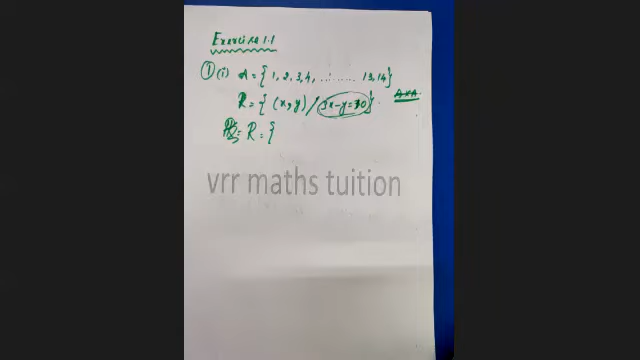 Exercise 1.1
① (i) A = { 1, 2, 3, 4, ........ 13, 14 }
R = { (x, y) / 3x-y=0 }. A×A
R = {
vrr maths tuition